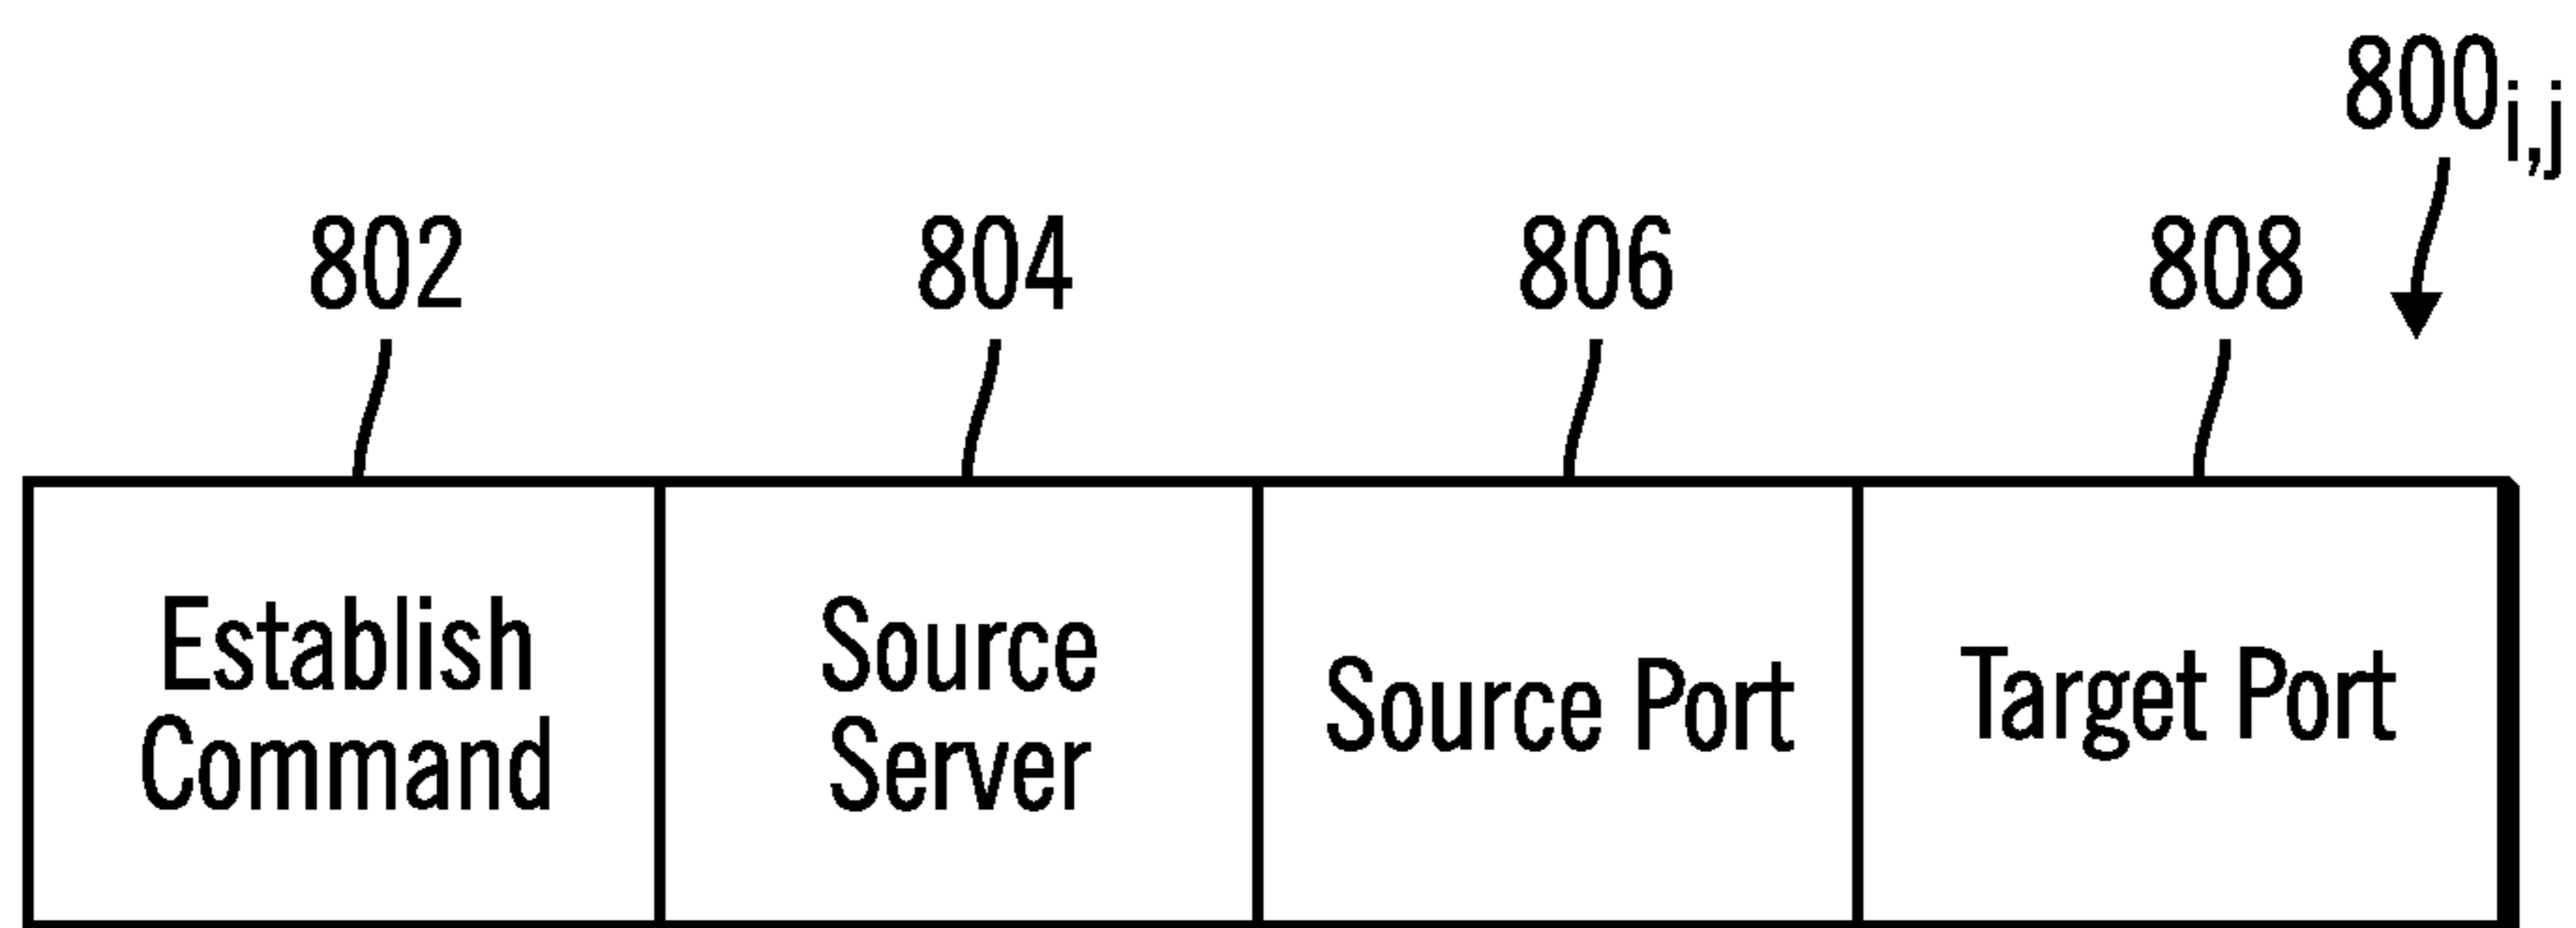 800i,j
802 804 806 808
Establish
Command
Source
Server
Source Port
Target Port